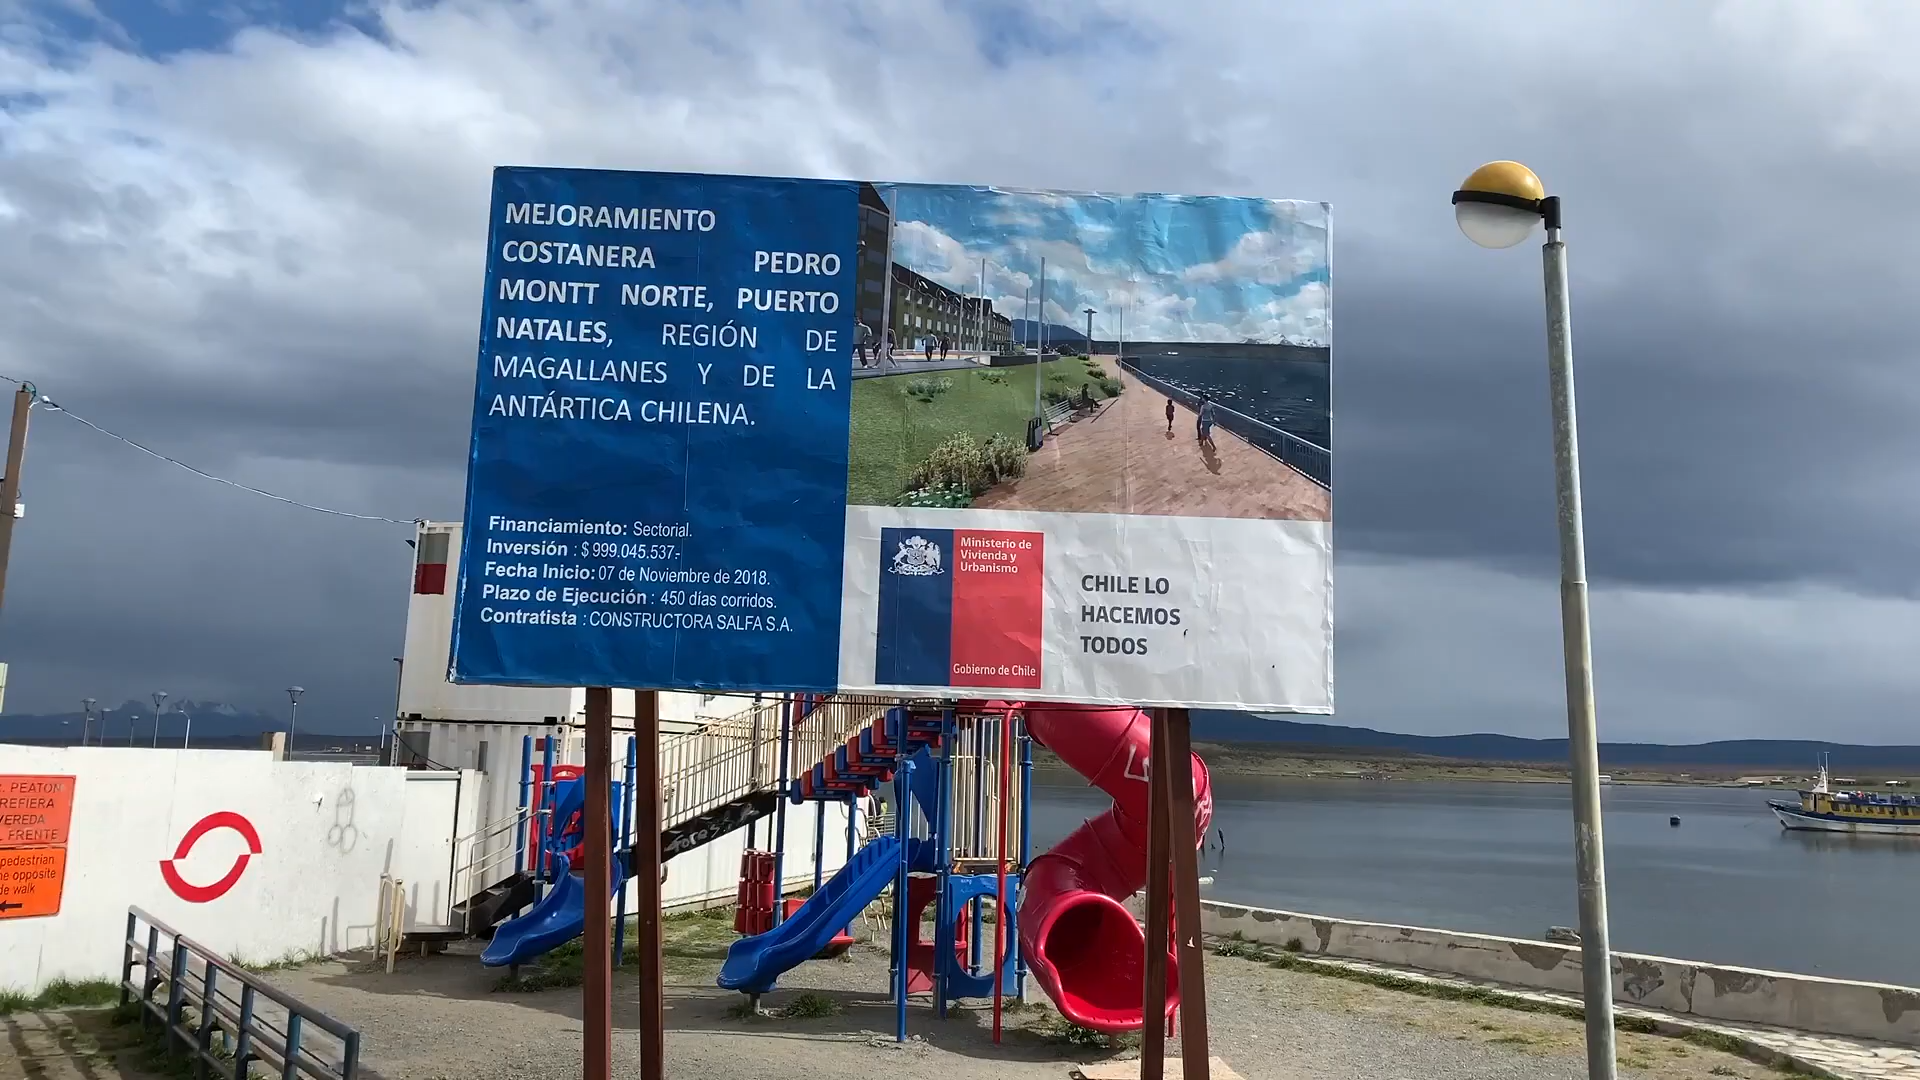 MEJORAMIENTO
COSTANERA PEDRO
MONTT NORTE, PUERTO
NATALES, REGIÓN DE
MAGALLANES Y DE LA
ANTÁRTICA CHILENA.
Financiamiento: Sectorial.
Inversión : $ 999.045.537-
Fecha Inicio: 07 de Noviembre de 2018.
Plazo de Ejecución : 450 días corridos.
Contratista : CONSTRUCTORA SALFA S.A.
Ministerio de
Vivienda y
Urbanismo
Gobierno de Chile
CHILE LO
HACEMOS
TODOS
. PEATON
REFIERA
VEREDA
FRENTE
pedestrian
opposite
walk